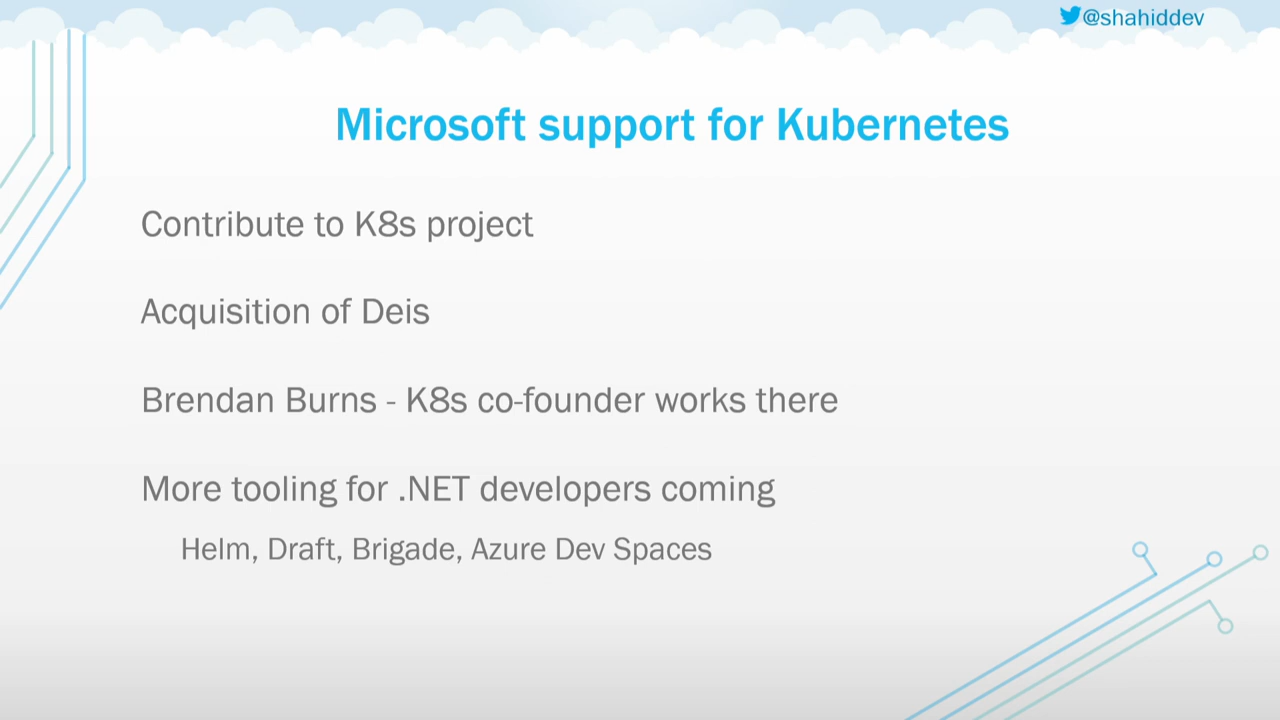 @shahiddev
Microsoft support for Kubernetes
Contribute to K8s project
Acquisition of Deis
Brendan Burns - K8s co-founder works there
More tooling for .NET developers coming
Helm, Draft, Brigade, Azure Dev Spaces